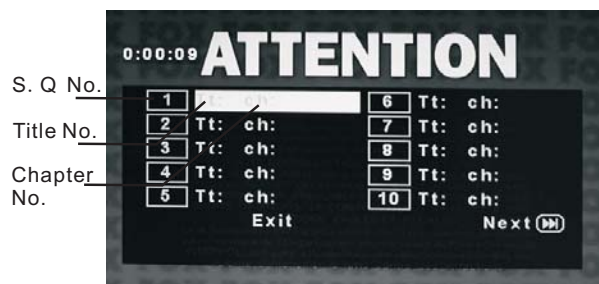 FOX FOX
0:00:09 ATTENTION
S. Q No.
Title No.
Chapter No.
1 Tt: ch: 6 Tt: ch:
2 Tt: ch: 7 Tt: ch:
3 Tt: ch: 8 Tt: ch:
4 Tt: ch: 9 Tt: ch:
5 Tt: ch: 10 Tt: ch:
Exit Next